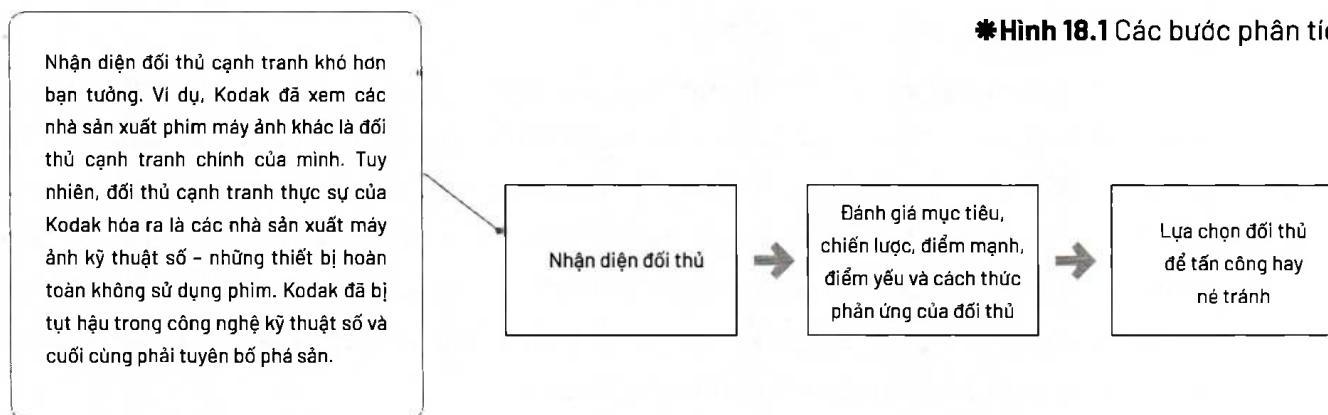 ✱Hình 18.1 Các bước phân tíc
Nhận diện đối thủ cạnh tranh khó hơn
bạn tưởng. Ví dụ, Kodak đã xem các
nhà sản xuất phim máy ảnh khác là đối
thủ cạnh tranh chính của mình. Tuy
nhiên, đối thủ cạnh tranh thực sự của
Kodak hóa ra là các nhà sản xuất máy
ảnh kỹ thuật số – những thiết bị hoàn
toàn không sử dụng phim. Kodak đã bị
tụt hậu trong công nghệ kỹ thuật số và
cuối cùng phải tuyên bố phá sản.
Nhận diện đối thủ
Đánh giá mục tiêu,
chiến lược, điểm mạnh,
điểm yếu và cách thức
phản ứng của đối thủ
Lựa chọn đối thủ
để tấn công hay
né tránh